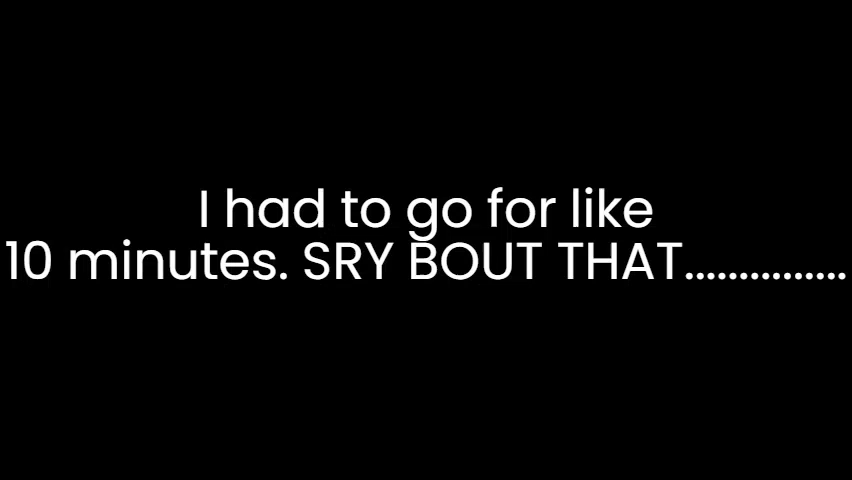 I had to go for like
10 minutes. SRY BOUT THAT...............